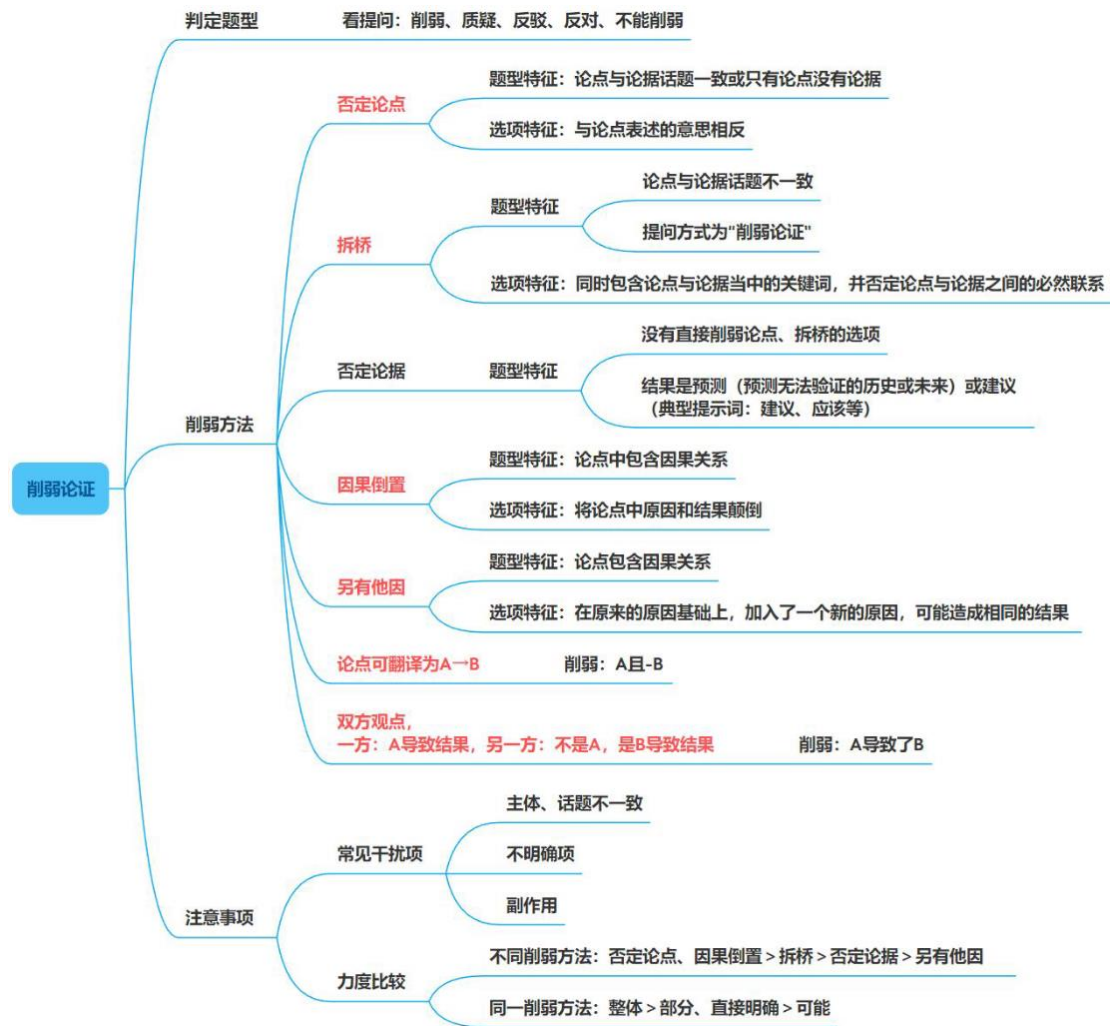 判定题型
看提问：削弱、质疑、反驳、反对、不能削弱
题型特征：论点与论据话题一致或只有论点没有论据
否定论点
选项特征：与论点表述的意思相反
论点与论据话题不一致
题型特征
提问方式为"削弱论证"
拆桥
选项特征：同时包含论点与论据当中的关键词，并否定论点与论据之间的必然联系
没有直接削弱论点、拆桥的选项
否定论据
题型特征
结果是预测（预测无法验证的历史或未来）或建议
（典型提示词：建议、应该等）
削弱方法
题型特征：论点中包含因果关系
因果倒置
选项特征：将论点中原因和结果颠倒
削弱论证
题型特征：论点包含因果关系
另有他因
选项特征：在原来的原因基础上，加入了一个新的原因，可能造成相同的结果
论点可翻译为A→B
削弱：A且-B
双方观点，
一方：A导致结果，另一方：不是A，是B导致结果
削弱：A导致了B
主体、话题不一致
常见干扰项
不明确项
副作用
注意事项
不同削弱方法：否定论点、因果倒置＞拆桥＞否定论据＞另有他因
力度比较
同一削弱方法：整体＞部分、直接明确＞可能